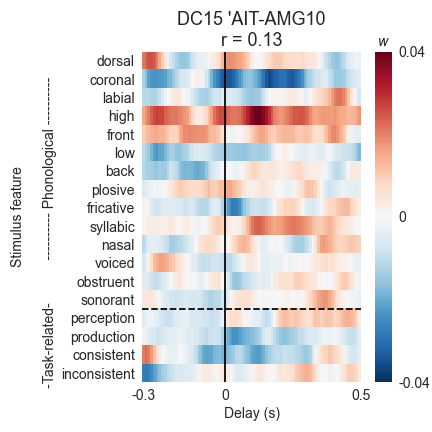 DC15 'AIT-AMG10
r = 0.13
w
Stimulus feature
---------- Phonological ----------
-Task-related-
dorsal
coronal
labial
high
front
low
back
plosive
fricative
syllabic
nasal
voiced
obstruent
sonorant
perception
production
consistent
inconsistent
0.04
0
-0.04
-0.3
0
0.5
Delay (s)